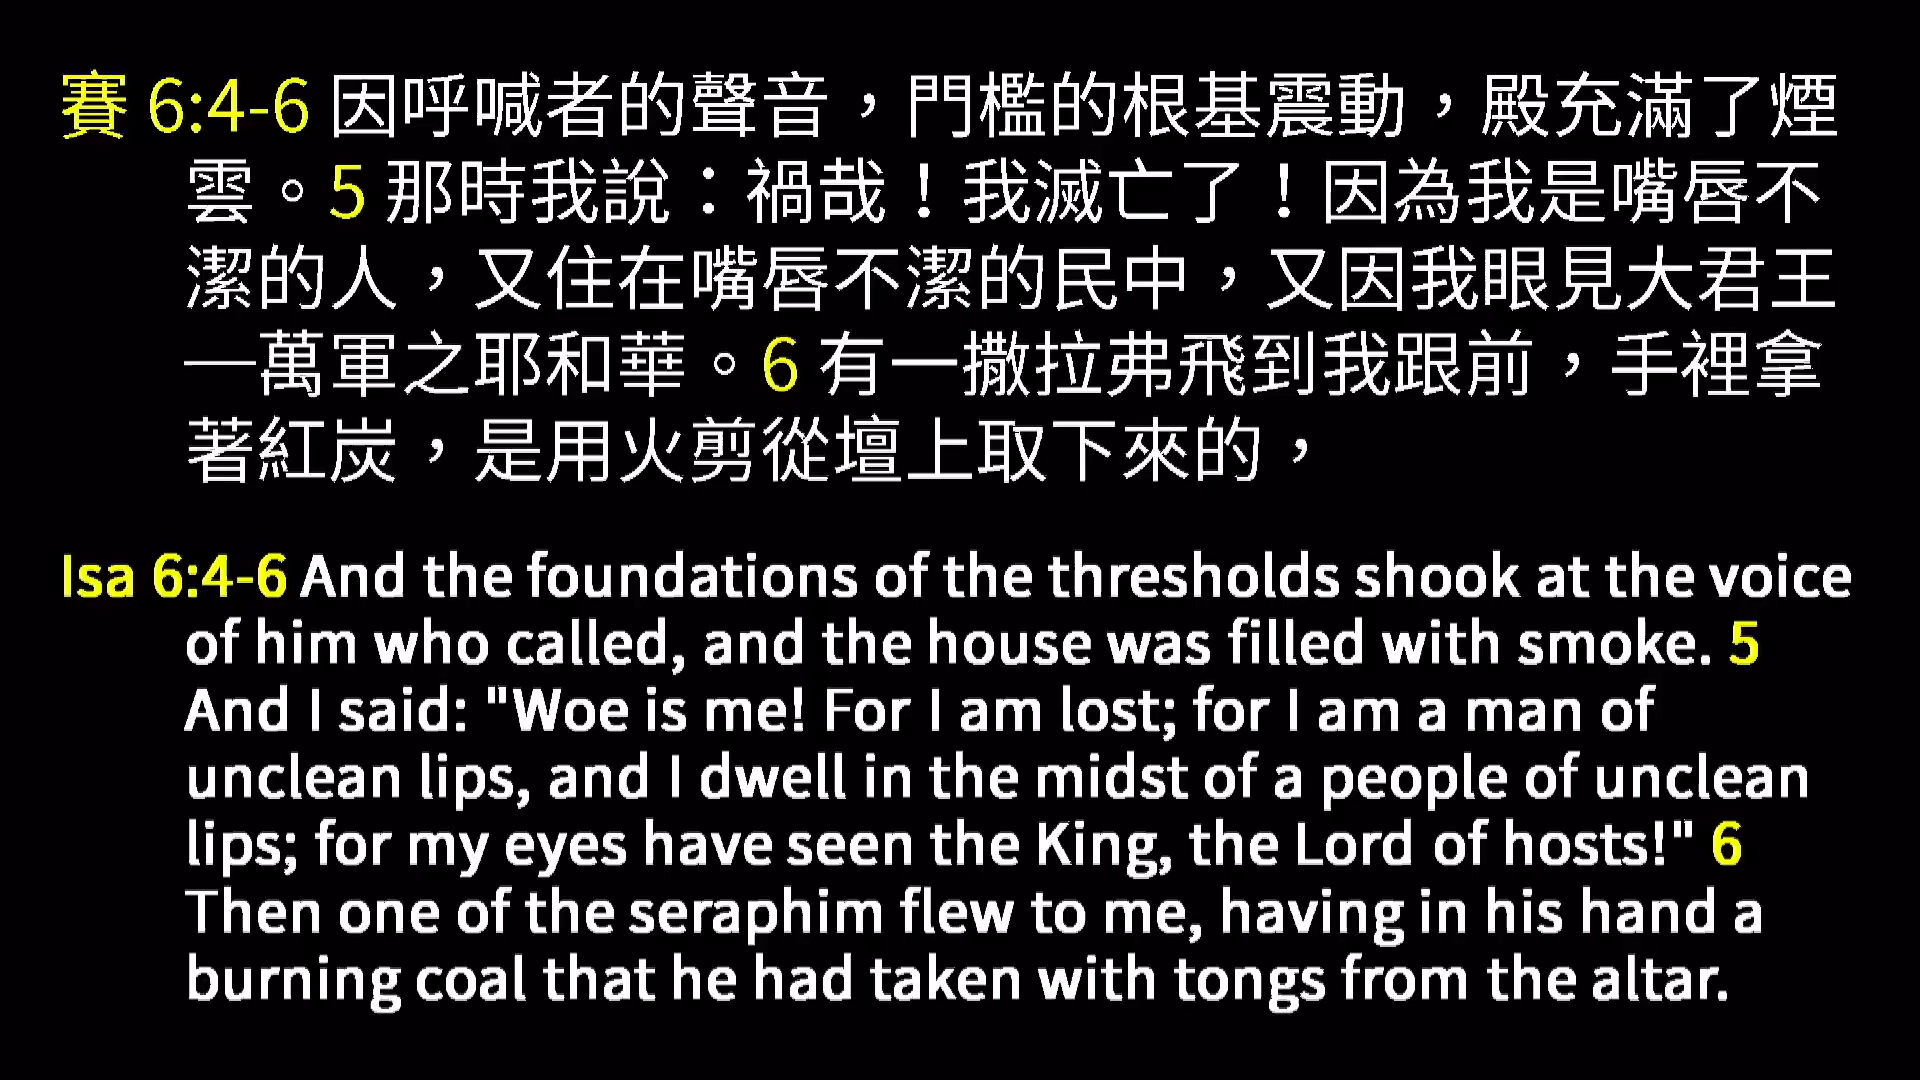 賽 6:4-6 因呼喊者的聲音，門檻的根基震動，殿充滿了煙
雲。5 那時我說：禍哉！我滅亡了！因為我是嘴唇不
潔的人，又住在嘴唇不潔的民中，又因我眼見大君王
─萬軍之耶和華。6 有一撒拉弗飛到我跟前，手裡拿
著紅炭，是用火剪從壇上取下來的，
Isa 6:4-6 And the foundations of the thresholds shook at the voice
of him who called, and the house was filled with smoke. 5
And I said: "Woe is me! For I am lost; for I am a man of
unclean lips, and I dwell in the midst of a people of unclean
lips; for my eyes have seen the King, the Lord of hosts!" 6
Then one of the seraphim flew to me, having in his hand a
burning coal that he had taken with tongs from the altar.